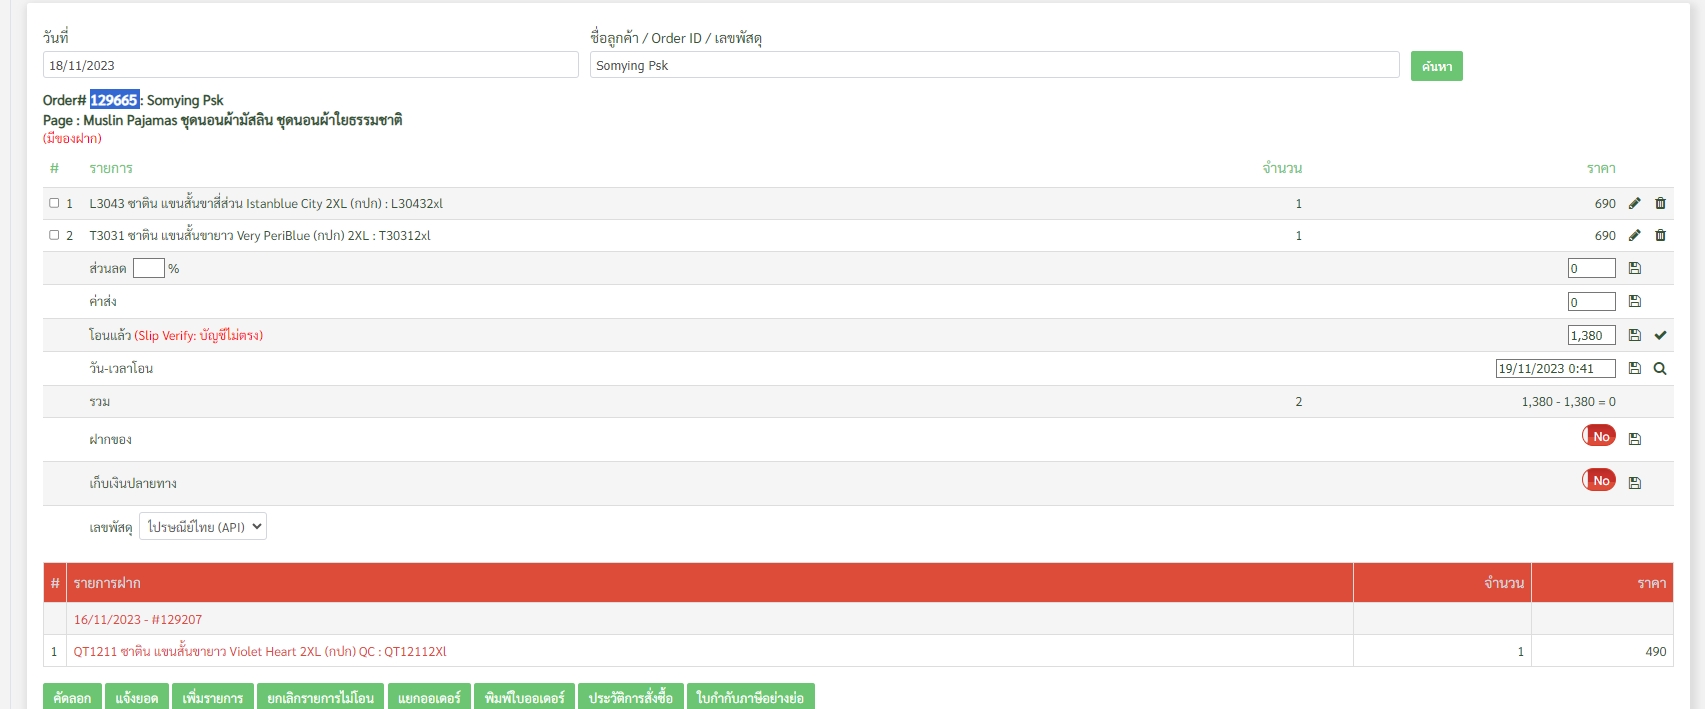 วันที่
ชื่อลูกค้า / Order ID / เลขพัสดุ
18/11/2023
Somying Psk
ค้นหา
Order# 129665 : Somying Psk
Page : Muslin Pajamas ชุดนอนผ้ามัสลิน ชุดนอนผ้าใยธรรมชาติ
(มีของฝาก)
# รายการ จำนวน ราคา
1 L3043 ซาติน แขนสั้นขาสี่ส่วน Istanblue City 2XL (กปก) : L30432xl 1 690
2 T3031 ซาติน แขนสั้นขายาว Very PeriBlue (กปก) 2XL : T30312xl 1 690
ส่วนลด % 0
ค่าส่ง 0
โอนแล้ว (Slip Verify: บัญชีไม่ตรง) 1,380
วัน-เวลาโอน 19/11/2023 0:41
รวม 2 1,380 - 1,380 = 0
ฝากของ No
เก็บเงินปลายทาง No
เลขพัสดุ ไปรษณีย์ไทย (API)
# รายการฝาก จำนวน ราคา
16/11/2023 - #129207
1 QT1211 ซาติน แขนสั้นขายาว Violet Heart 2XL (กปก) QC : QT12112Xl 1 490
คัดลอก แจ้งยอด เพิ่มรายการ ยกเลิกรายการไม่โอน แยกออเดอร์ พิมพ์ใบออเดอร์ ประวัติการสั่งซื้อ ใบกำกับภาษีอย่างย่อ